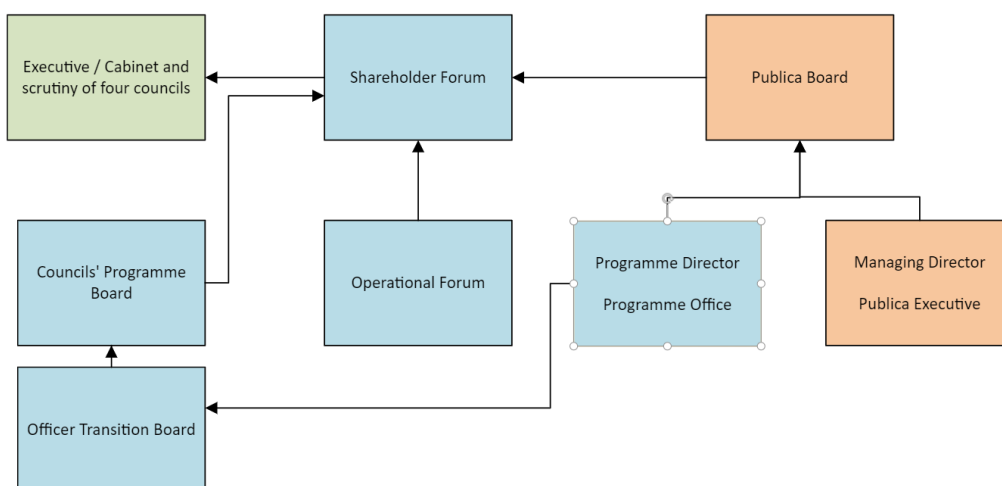 Executive / Cabinet and
scrutiny of four councils
Shareholder Forum
Publica Board
Councils' Programme
Board
Operational Forum
Programme Director
Programme Office
Managing Director
Publica Executive
Officer Transition Board